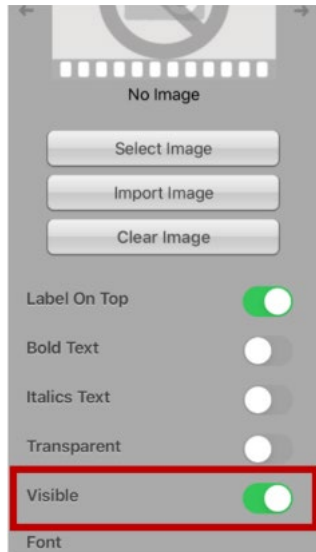 No Image
Select Image
Import Image
Clear Image
Label On Top
Bold Text
Italics Text
Transparent
Visible
Font